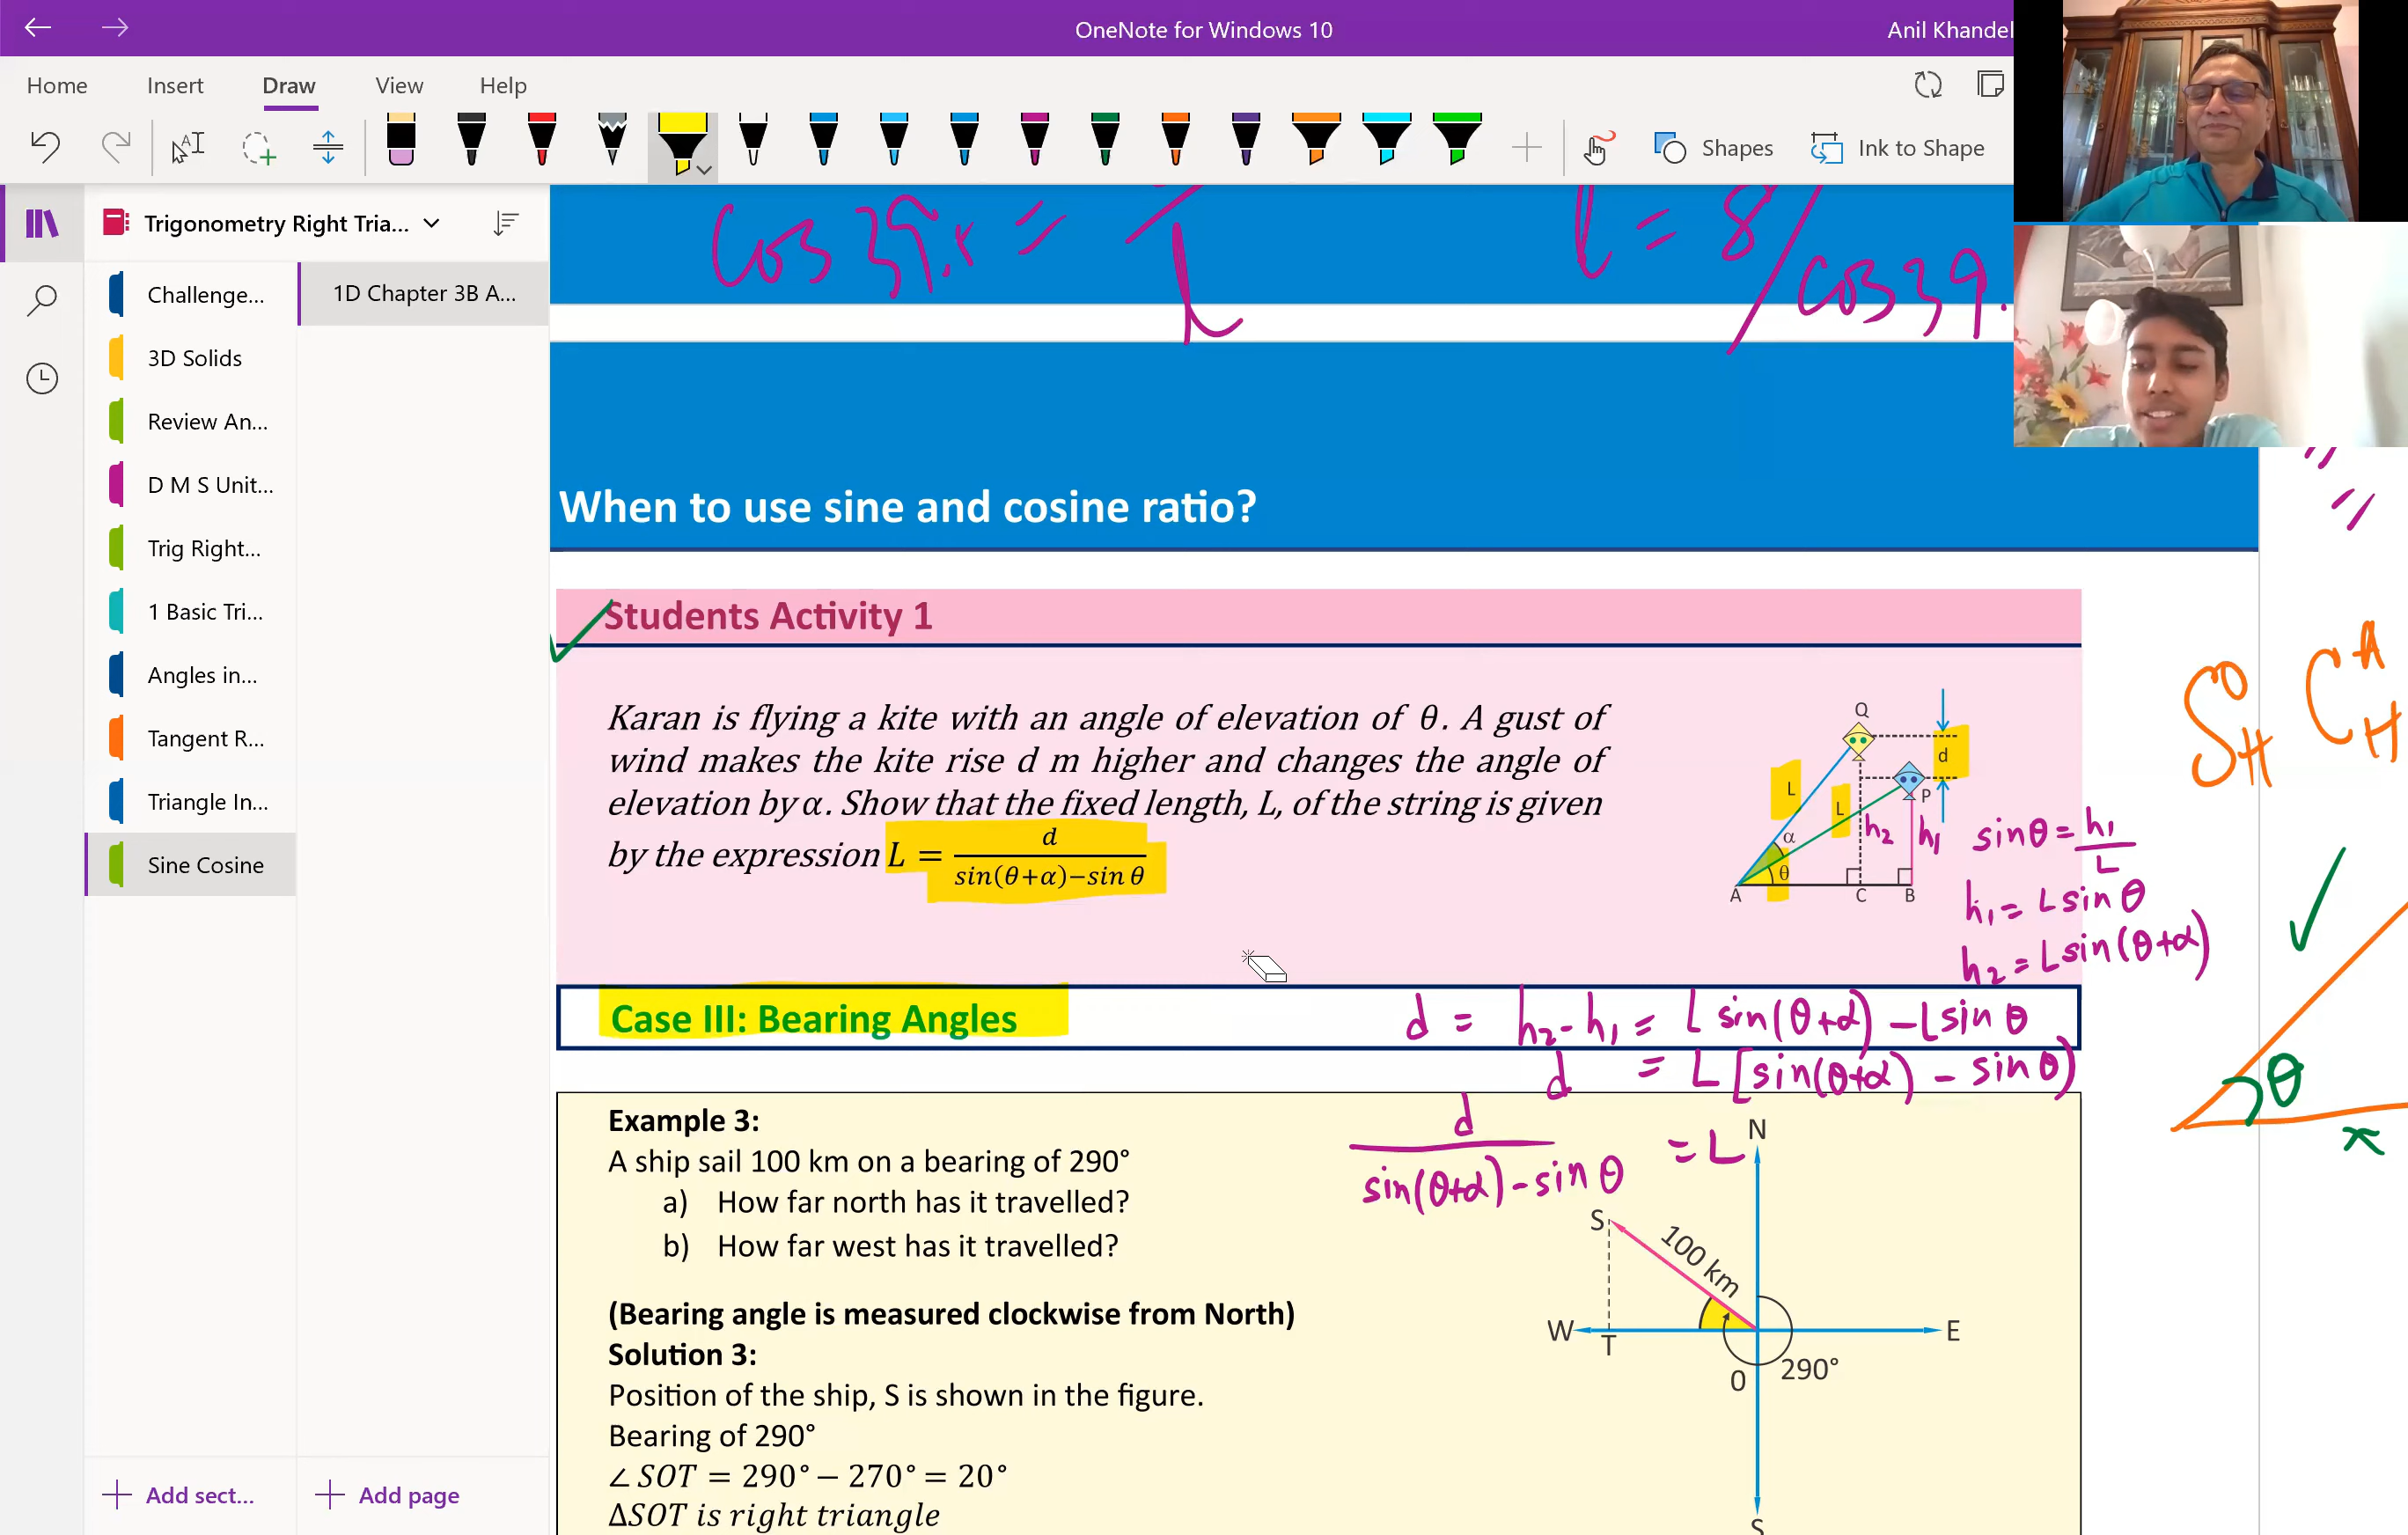 OneNote for Windows 10
Anil Khandel
Home Insert Draw View Help
Shapes
Ink to Shape
Trigonometry Right Tria...
1D Chapter 3B A...
Challenge...
3D Solids
Review An...
D M S Unit...
Trig Right...
1 Basic Tri...
Angles in...
Tangent R...
Triangle In...
Sine Cosine
Add sect...
Add page
When to use sine and cosine ratio?
Students Activity 1
Karan is flying a kite with an angle of elevation of θ. A gust of
wind makes the kite rise d m higher and changes the angle of
elevation by α. Show that the fixed length, L, of the string is given
by the expression L = d / sin(θ+α)−sin θ
Q
d
L
L
P
α
θ
h₂
h₁
A
C
B
sinθ = h₁/L
h₁ = L sin θ
h₂ = L sin(θ+α)
Case III: Bearing Angles
d = h₂ - h₁ = L sin(θ+α) - L sin θ
d = L [sin(θ+α) - sin θ)
d / sin(θ+α) - sin θ = L
Example 3:
A ship sail 100 km on a bearing of 290°
a) How far north has it travelled?
b) How far west has it travelled?
(Bearing angle is measured clockwise from North)
Solution 3:
Position of the ship, S is shown in the figure.
Bearing of 290°
∠ SOT = 290° − 270° = 20°
ΔSOT is right triangle
N
S
100 km
W
T
E
0
290°
S
S O H C A H
θ
x